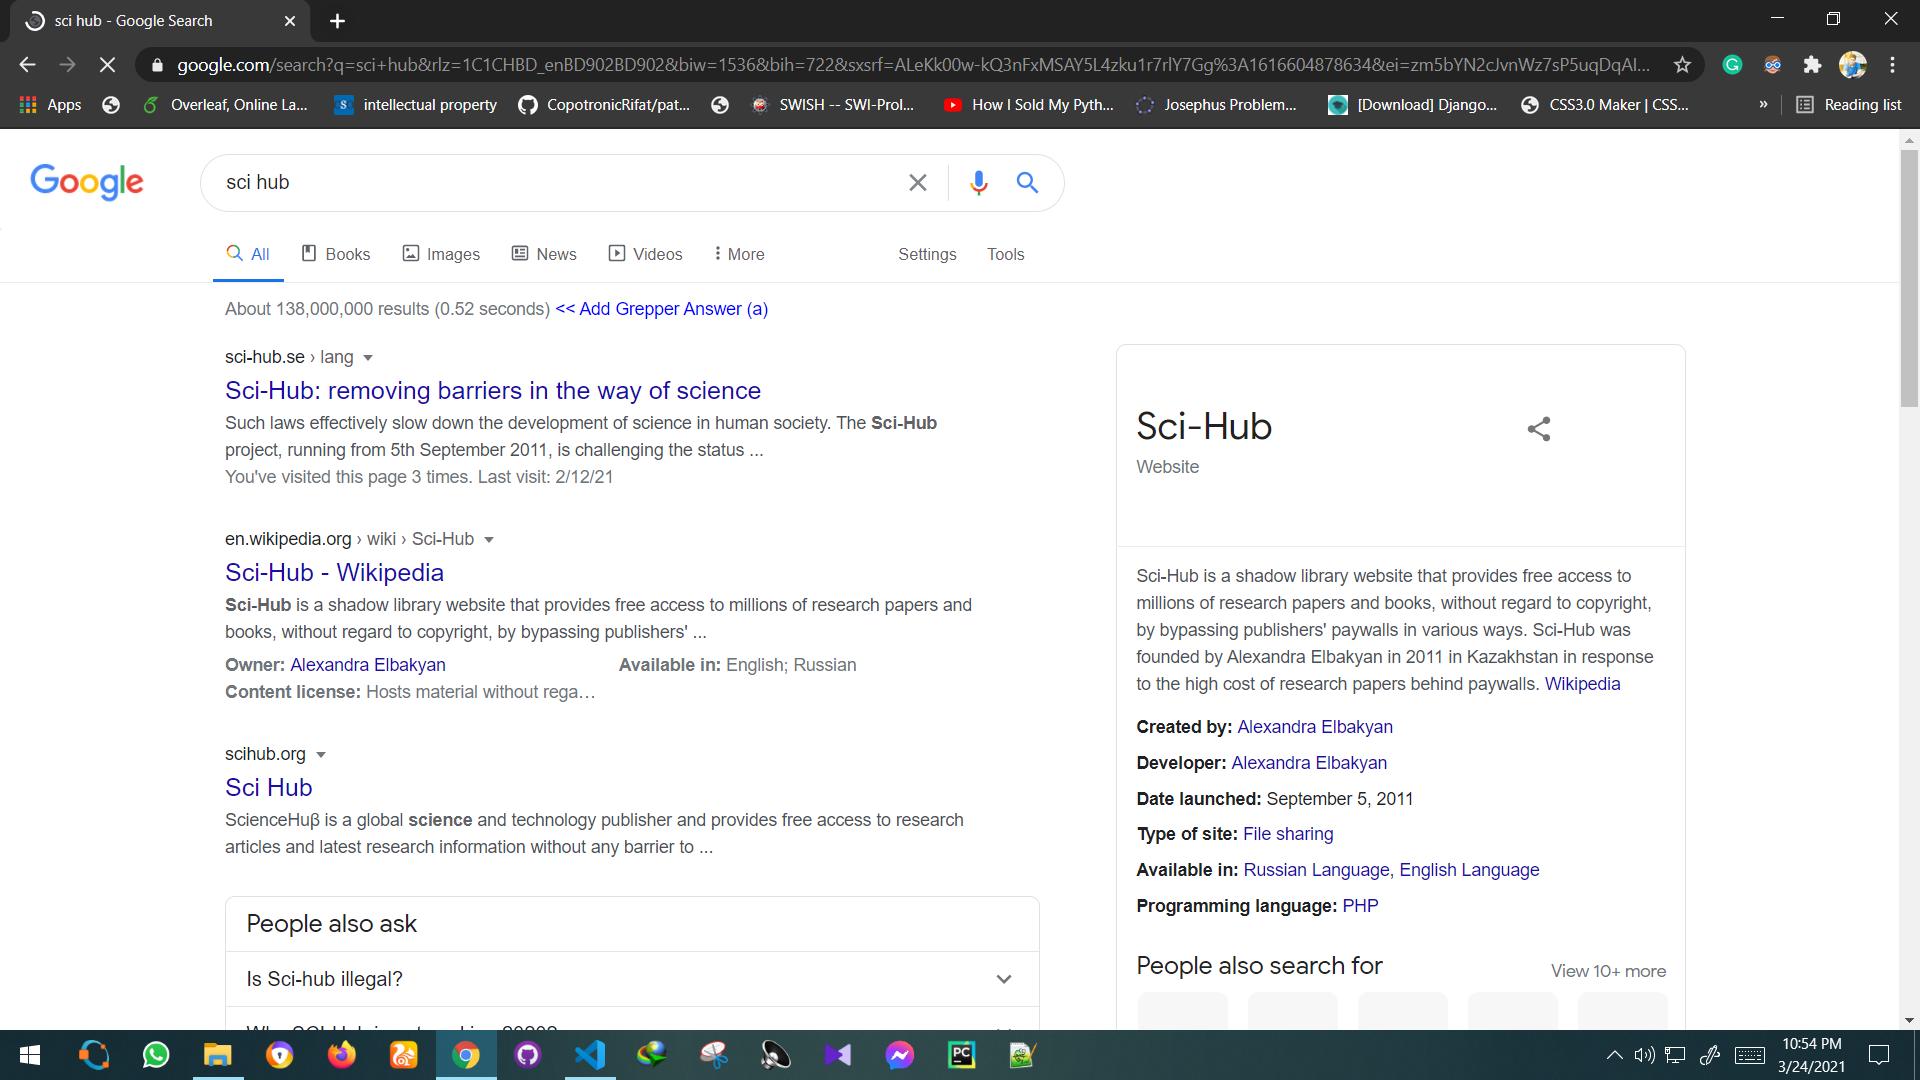 sci hub - Google Search
google.com/search?q=sci+hub&rlz=1C1CHBD_enBD902BD902&biw=1536&bih=722&sxsrf=ALeKk00w-kQ3nFxMSAY5L4zku1r7rlY7Gg%3A1616604878634&ei=zm5bYN2cJvnWz7sP5uqDqAI...
Apps
Overleaf, Online La...
intellectual property
CopotronicRifat/pat...
SWISH -- SWI-Prol...
How I Sold My Pyth...
Josephus Problem...
[Download] Django...
CSS3.0 Maker | CSS...
»
Reading list
Google
sci hub
All
Books
Images
News
Videos
More
Settings
Tools
About 138,000,000 results (0.52 seconds) << Add Grepper Answer (a)
sci-hub.se › lang
Sci-Hub: removing barriers in the way of science
Such laws effectively slow down the development of science in human society. The Sci-Hub
project, running from 5th September 2011, is challenging the status ...
You've visited this page 3 times. Last visit: 2/12/21
en.wikipedia.org › wiki › Sci-Hub
Sci-Hub - Wikipedia
Sci-Hub is a shadow library website that provides free access to millions of research papers and
books, without regard to copyright, by bypassing publishers' ...
Owner: Alexandra Elbakyan
Available in: English; Russian
Content license: Hosts material without rega...
scihub.org
Sci Hub
ScienceHuβ is a global science and technology publisher and provides free access to research
articles and latest research information without any barrier to ...
People also ask
Is Sci-hub illegal?
Sci-Hub
Website
Sci-Hub is a shadow library website that provides free access to
millions of research papers and books, without regard to copyright,
by bypassing publishers' paywalls in various ways. Sci-Hub was
founded by Alexandra Elbakyan in 2011 in Kazakhstan in response
to the high cost of research papers behind paywalls. Wikipedia
Created by: Alexandra Elbakyan
Developer: Alexandra Elbakyan
Date launched: September 5, 2011
Type of site: File sharing
Available in: Russian Language, English Language
Programming language: PHP
People also search for
View 10+ more
PC
10:54 PM
3/24/2021